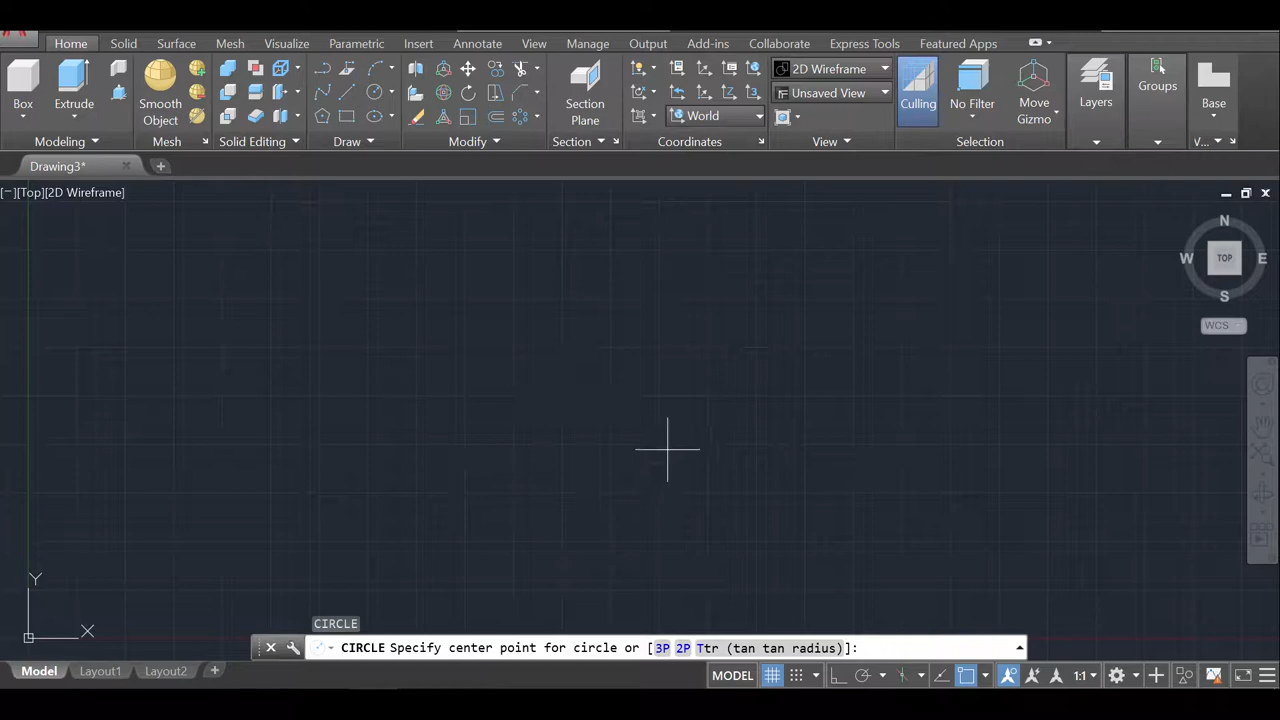 Home Solid Surface Mesh Visualize Parametric Insert Annotate View Manage Output Add-ins Collaborate Express Tools Featured Apps
Box Extrude Smooth Object Section Plane World 2D Wireframe Unsaved View Culling No Filter Move Gizmo Layers Groups Base
Modeling Mesh Solid Editing Draw Modify Section Coordinates View Selection V...
Drawing3*
[−][Top][2D Wireframe]
N
W TOP E
S
WCS
Y
X
CIRCLE
CIRCLE Specify center point for circle or [3P 2P Ttr (tan tan radius)]:
Model Layout1 Layout2 MODEL 1:1